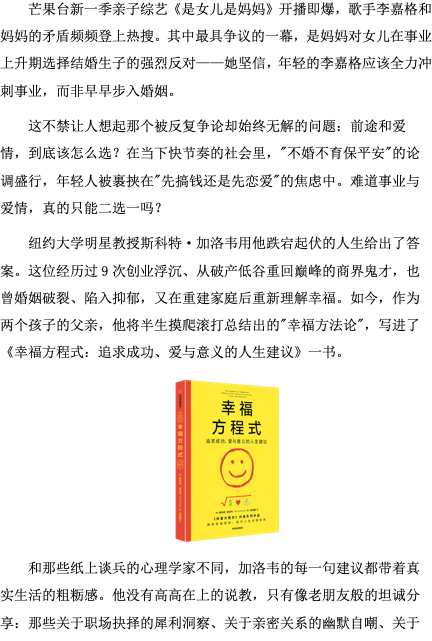 芒果台新一季亲子综艺《是女儿是妈妈》开播即爆，歌手李嘉格和
妈妈的矛盾频频登上热搜。其中最具争议的一幕，是妈妈对女儿在事业
上升期选择结婚生子的强烈反对——她坚信，年轻的李嘉格应该全力冲
刺事业，而非早早步入婚姻。
这不禁让人想起那个被反复争论却始终无解的问题：前途和爱
情，到底该怎么选？在当下快节奏的社会里，"不婚不育保平安"的论
调盛行，年轻人被裹挟在"先搞钱还是先恋爱"的焦虑中。难道事业与
爱情，真的只能二选一吗？
纽约大学明星教授斯科特·加洛韦用他跌宕起伏的人生给出了答
案。这位经历过 9 次创业浮沉、从破产低谷重回巅峰的商界鬼才，也
曾婚姻破裂、陷入抑郁，又在重建家庭后重新理解幸福。如今，作为
两个孩子的父亲，他将半生摸爬滚打总结出的"幸福方法论"，写进了
《幸福方程式：追求成功、爱与意义的人生建议》一书。
幸福方程式
幸福
方程式
追求成功、爱与意义的人生建议
和那些纸上谈兵的心理学家不同，加洛韦的每一句建议都带着真
实生活的粗粝感。他没有高高在上的说教，只有像老朋友般的坦诚分
享：那些关于职场抉择的犀利洞察、关于亲密关系的幽默自嘲、关于